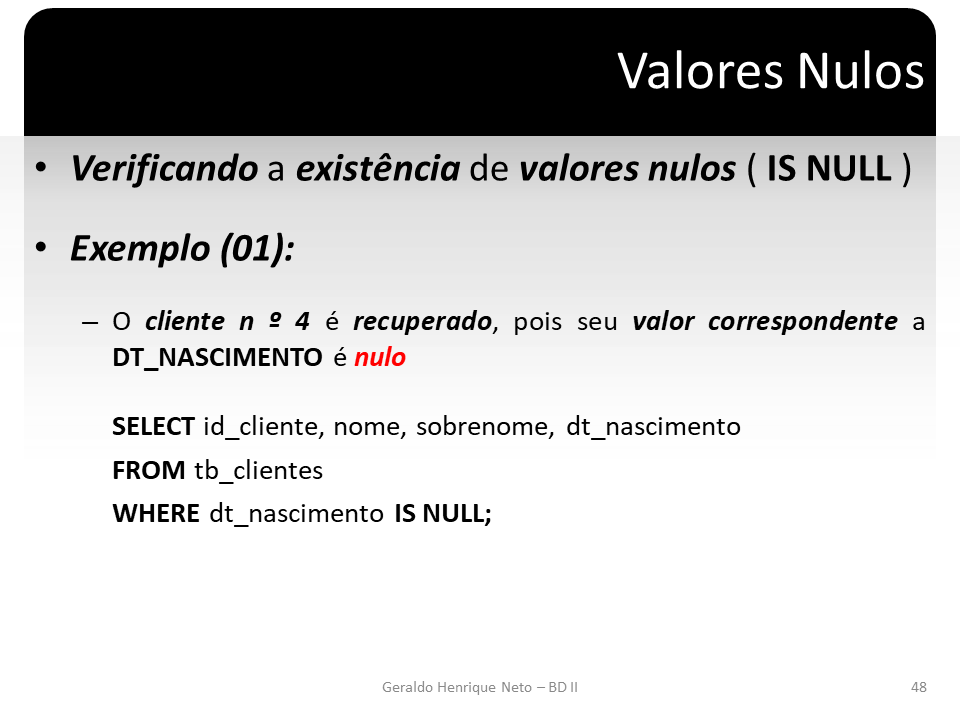 Valores Nulos
• Verificando a existência de valores nulos ( IS NULL )
• Exemplo (01):
– O cliente n º 4 é recuperado, pois seu valor correspondente a
DT_NASCIMENTO é nulo
SELECT id_cliente, nome, sobrenome, dt_nascimento
FROM tb_clientes
WHERE dt_nascimento IS NULL;
Geraldo Henrique Neto – BD II
48